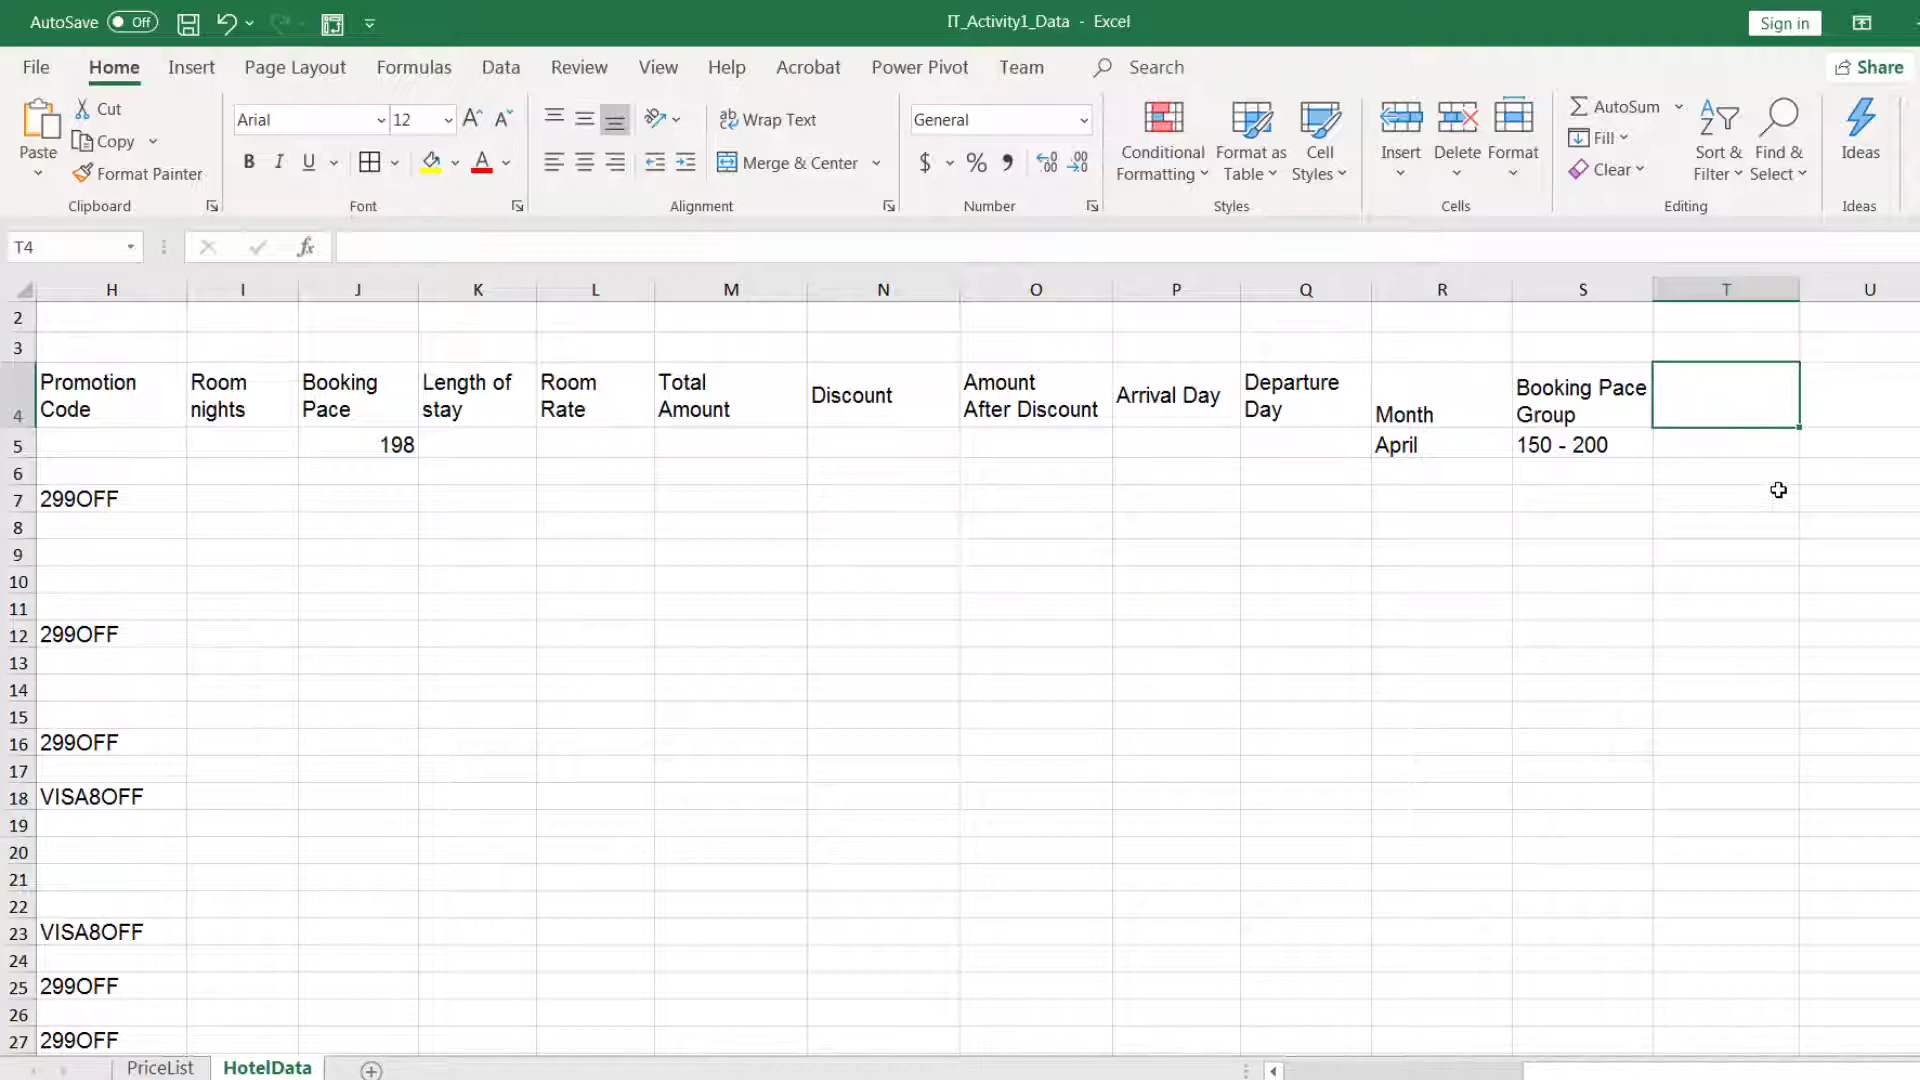 AutoSave Off IT_Activity1_Data - Excel Sign in
File Home Insert Page Layout Formulas Data Review View Help Acrobat Power Pivot Team Search Share
Paste
Cut
Copy
Format Painter
Clipboard
Arial 12
B I U A
Font
ab Wrap Text
Merge & Center
Alignment
General
$ %
Number
Conditional
Formatting
Format as
Table
Cell
Styles
Styles
Insert Delete Format
Cells
AutoSum
Fill
Clear
Sort &
Filter
Find &
Select
Editing
Ideas
Ideas
T4 fx
H I J K L M N O P Q R S T U
2
3
4 Promotion Code Room nights Booking Pace Length of stay Room Rate Total Amount Discount Amount After Discount Arrival Day Departure Day Month Booking Pace Group
5 198 April 150 - 200
6
7 299OFF
8
9
10
11
12 299OFF
13
14
15
16 299OFF
17
18 VISA8OFF
19
20
21
22
23 VISA8OFF
24
25 299OFF
26
27 299OFF
PriceList HotelData